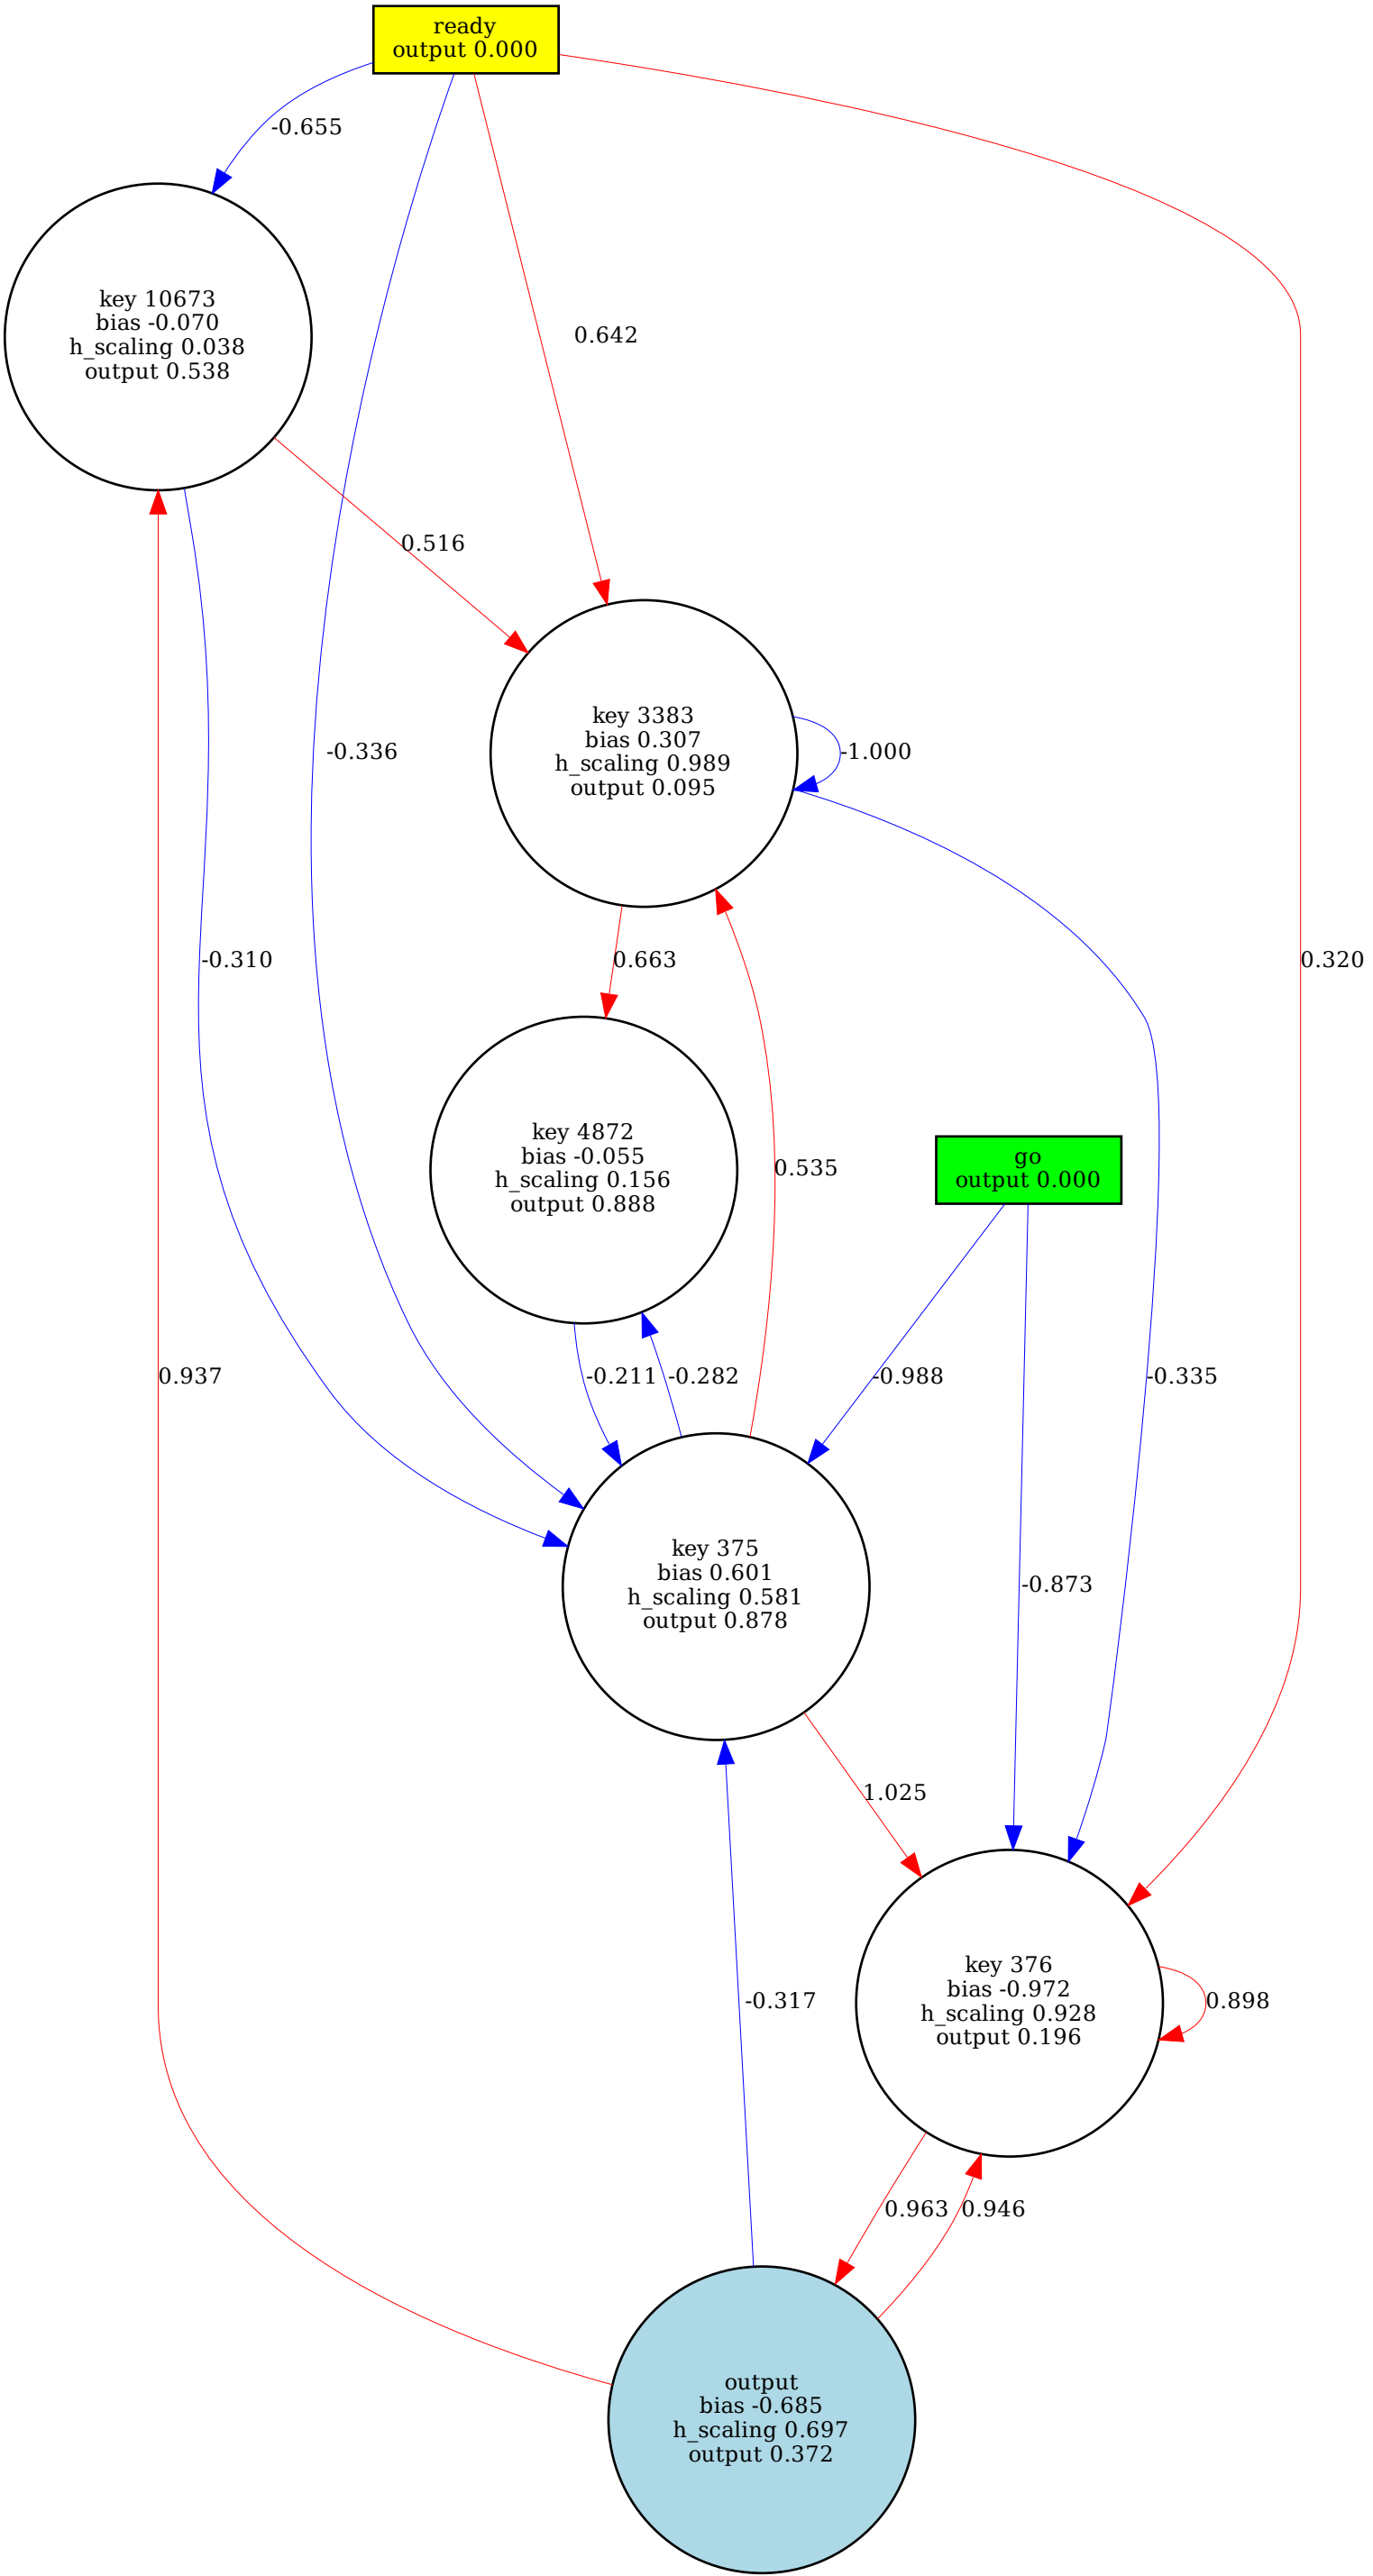 ready
output 0.000
-0.655
key 10673
bias -0.070
h_scaling 0.038
output 0.538
0.642
0.516
key 3383
bias 0.307
h_scaling 0.989
output 0.095
-0.336
-1.000
-0.310
0.663
0.320
key 4872
bias -0.055
h_scaling 0.156
output 0.888
0.535
go
output 0.000
0.937
-0.211
-0.282
-0.988
-0.335
key 375
bias 0.601
h_scaling 0.581
output 0.878
-0.873
1.025
key 376
bias -0.972
h_scaling 0.928
output 0.196
-0.317
0.898
0.963
0.946
output
bias -0.685
h_scaling 0.697
output 0.372